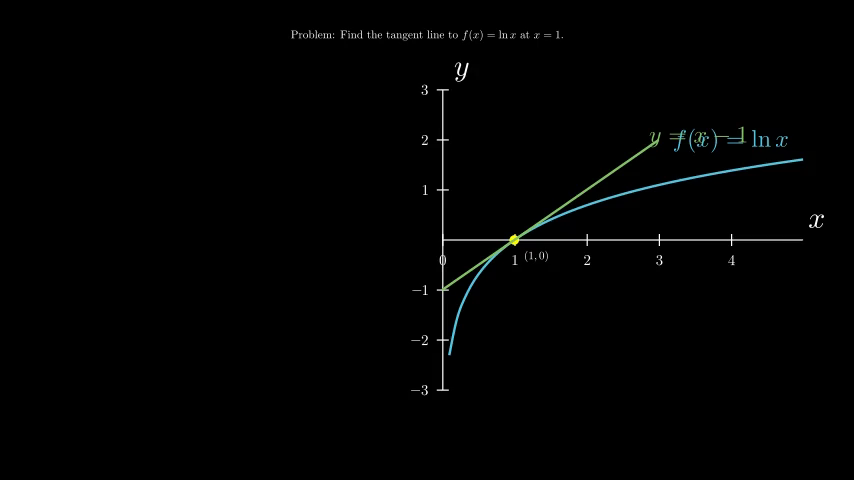 Problem: Find the tangent line to f(x) = ln x at x = 1.
y
3
2
y = x − 1
f(x) = ln x
1
x
0
1
(1, 0)
2
3
4
−1
−2
−3